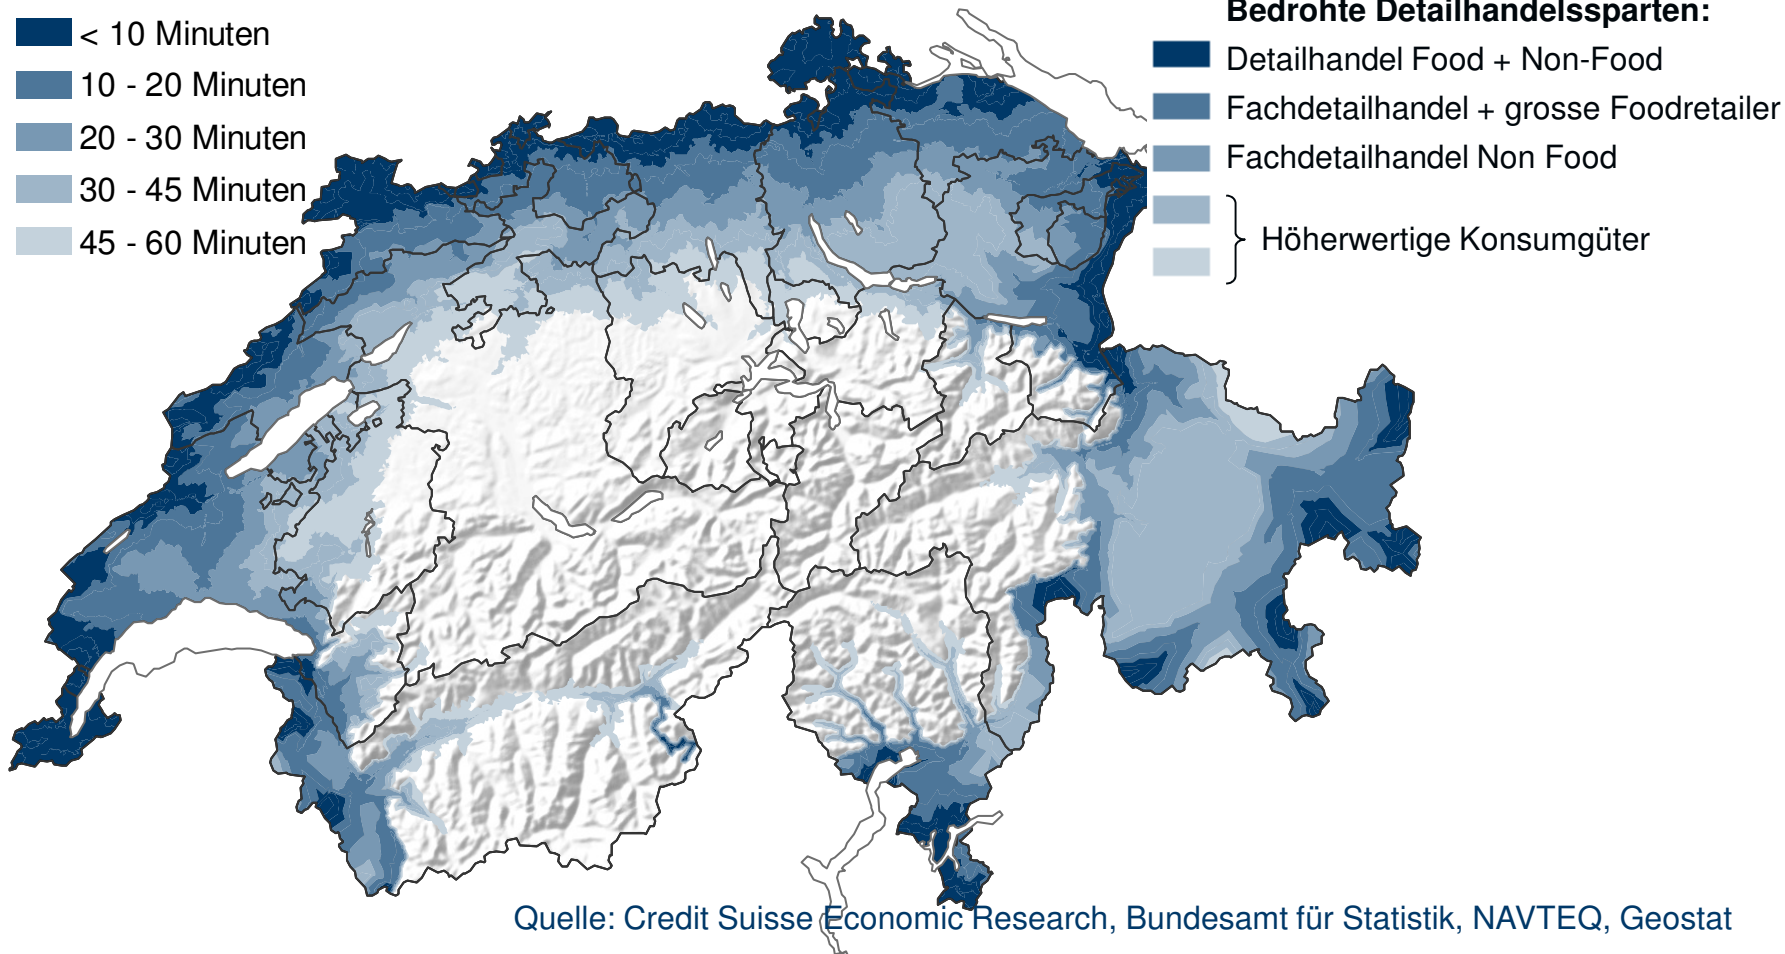 < 10 Minuten
10 - 20 Minuten
20 - 30 Minuten
30 - 45 Minuten
45 - 60 Minuten
Bedrohte Detailhandelssparten:
Detailhandel Food + Non-Food
Fachdetailhandel + grosse Foodretailer
Fachdetailhandel Non Food
Höherwertige Konsumgüter
Quelle: Credit Suisse Economic Research, Bundesamt für Statistik, NAVTEQ, Geostat